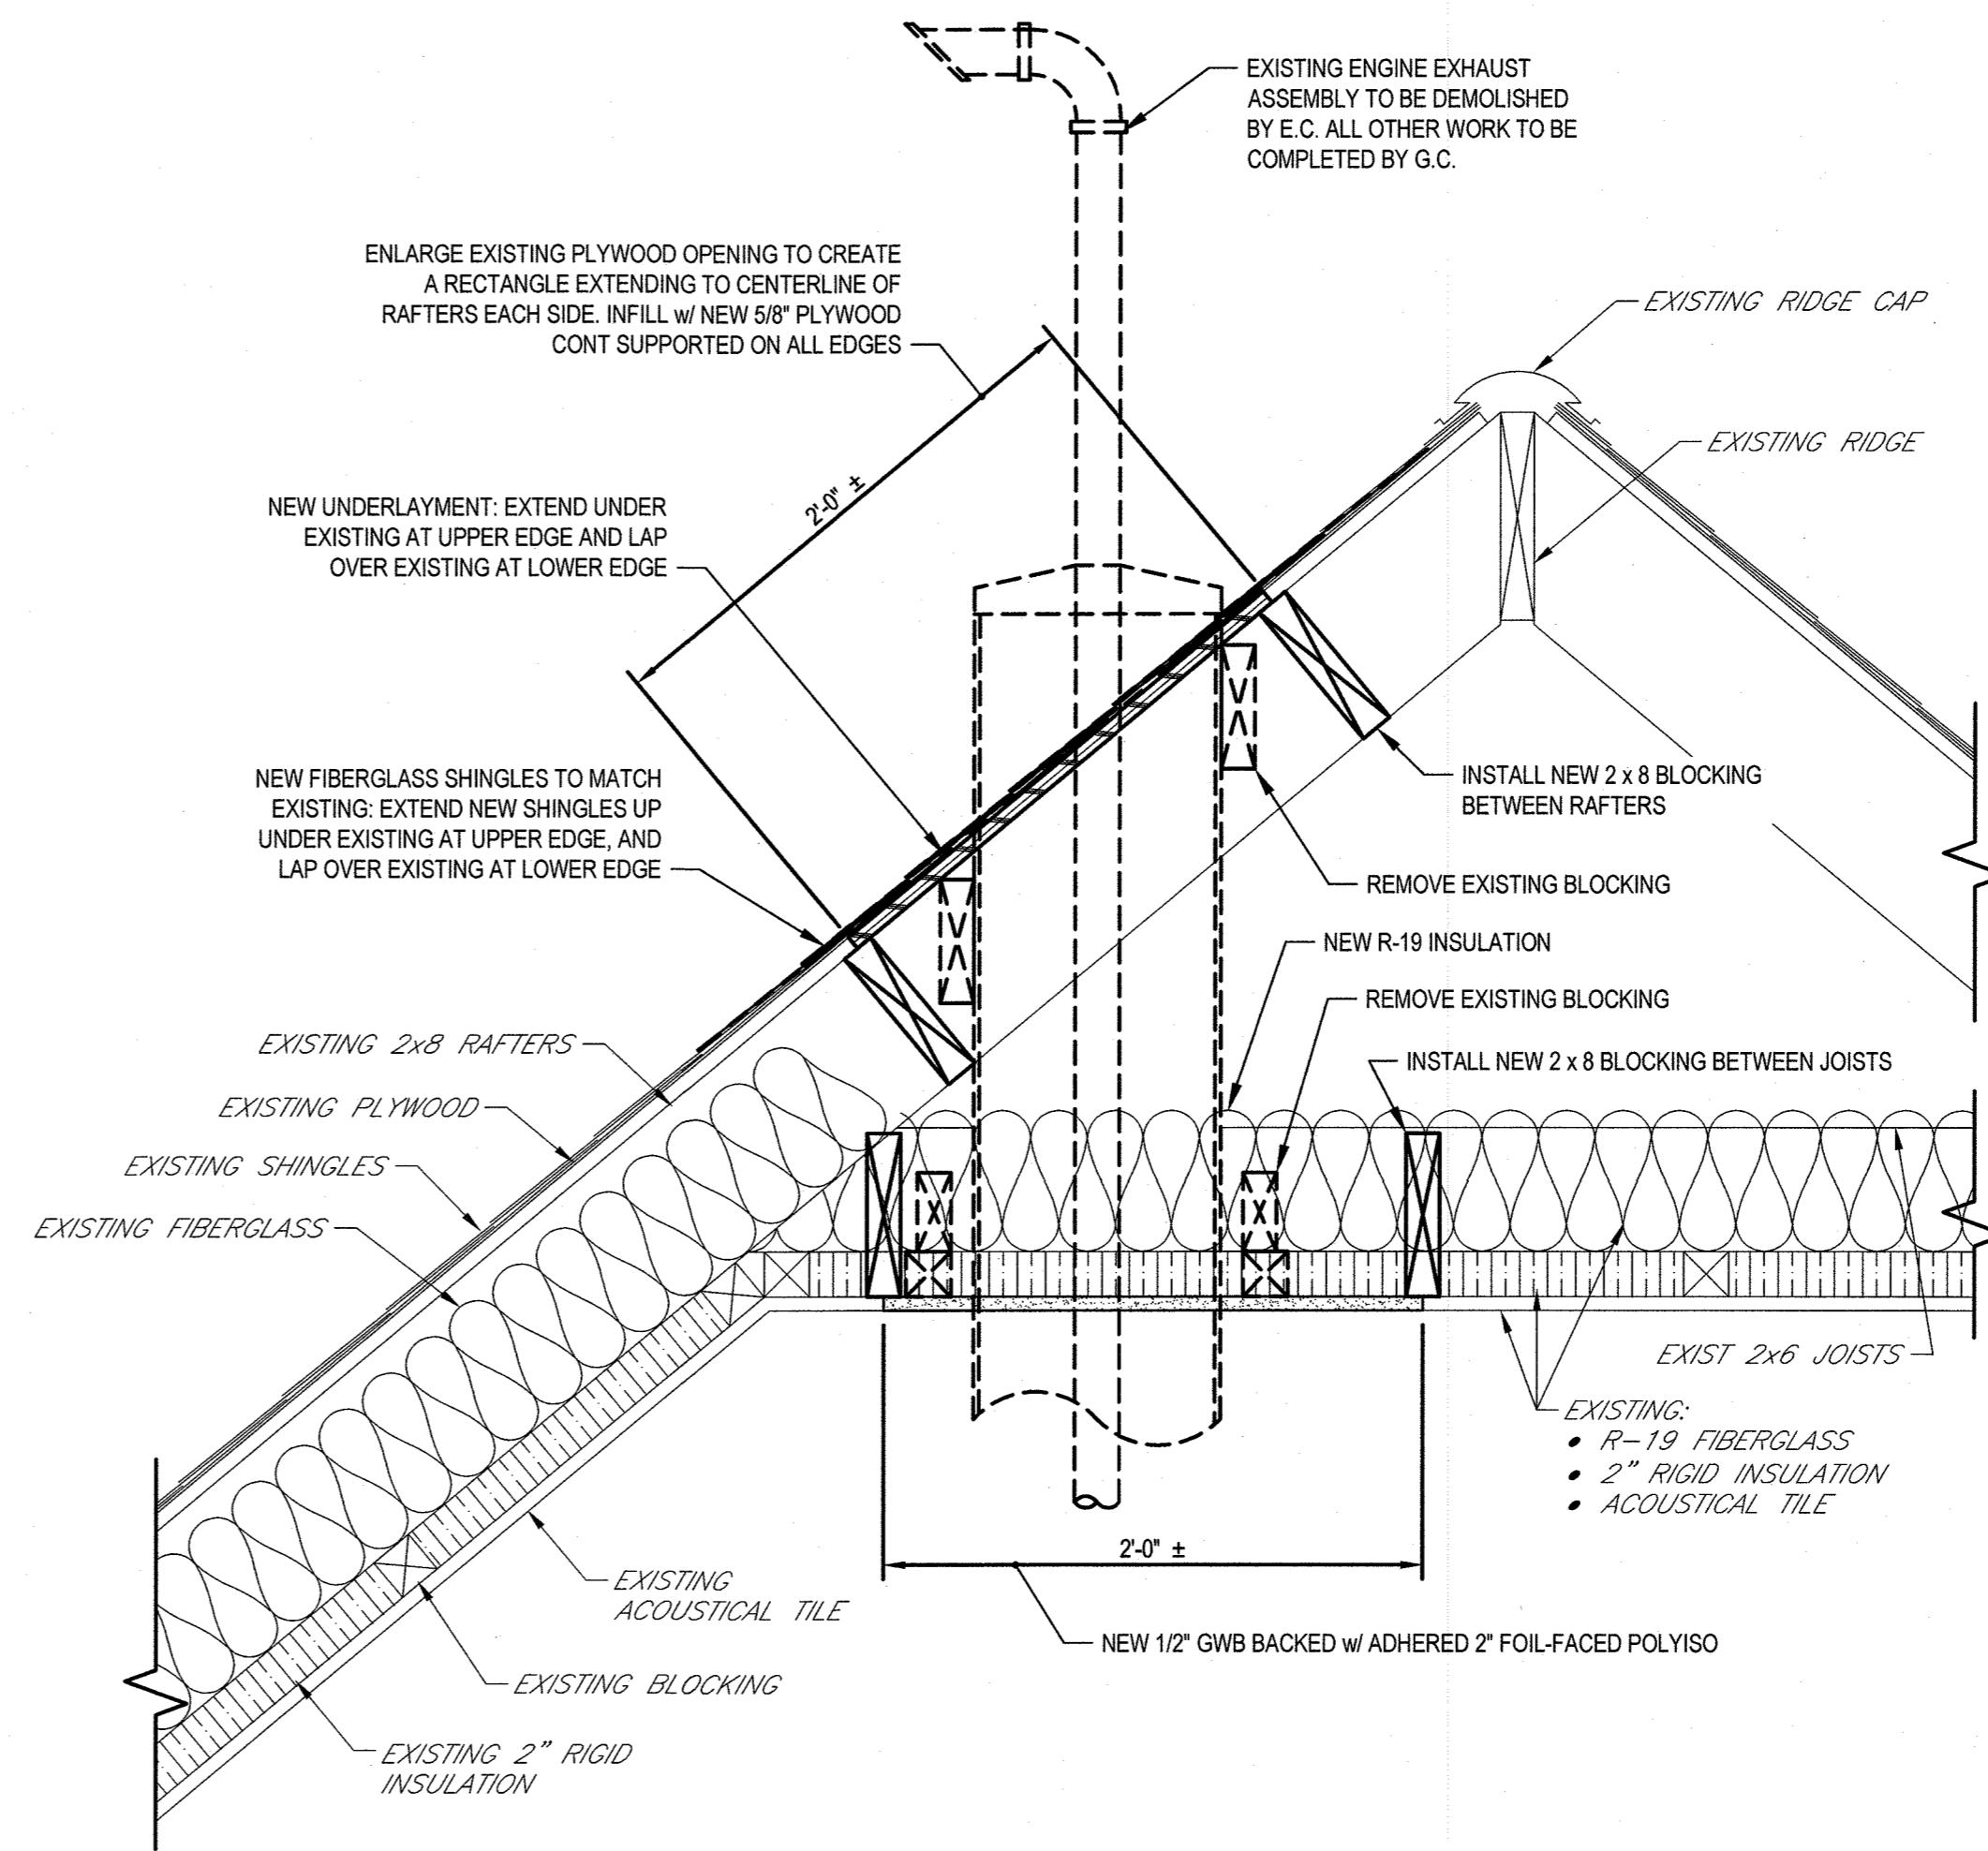 EXISTING ENGINE EXHAUST
ASSEMBLY TO BE DEMOLISHED
BY E.C. ALL OTHER WORK TO BE
COMPLETED BY G.C.
ENLARGE EXISTING PLYWOOD OPENING TO CREATE
A RECTANGLE EXTENDING TO CENTERLINE OF
RAFTERS EACH SIDE. INFILL w/ NEW 5/8" PLYWOOD
CONT SUPPORTED ON ALL EDGES
EXISTING RIDGE CAP
EXISTING RIDGE
2'-0" ±
NEW UNDERLAYMENT: EXTEND UNDER
EXISTING AT UPPER EDGE AND LAP
OVER EXISTING AT LOWER EDGE
NEW FIBERGLASS SHINGLES TO MATCH
EXISTING: EXTEND NEW SHINGLES UP
UNDER EXISTING AT UPPER EDGE, AND
LAP OVER EXISTING AT LOWER EDGE
INSTALL NEW 2 x 8 BLOCKING
BETWEEN RAFTERS
REMOVE EXISTING BLOCKING
NEW R-19 INSULATION
REMOVE EXISTING BLOCKING
INSTALL NEW 2 x 8 BLOCKING BETWEEN JOISTS
EXISTING 2x8 RAFTERS
EXISTING PLYWOOD
EXISTING SHINGLES
EXISTING FIBERGLASS
EXIST 2x6 JOISTS
EXISTING:
• R-19 FIBERGLASS
• 2" RIGID INSULATION
• ACOUSTICAL TILE
2'-0" ±
EXISTING
ACOUSTICAL TILE
NEW 1/2" GWB BACKED w/ ADHERED 2" FOIL-FACED POLYISO
EXISTING BLOCKING
EXISTING 2" RIGID
INSULATION